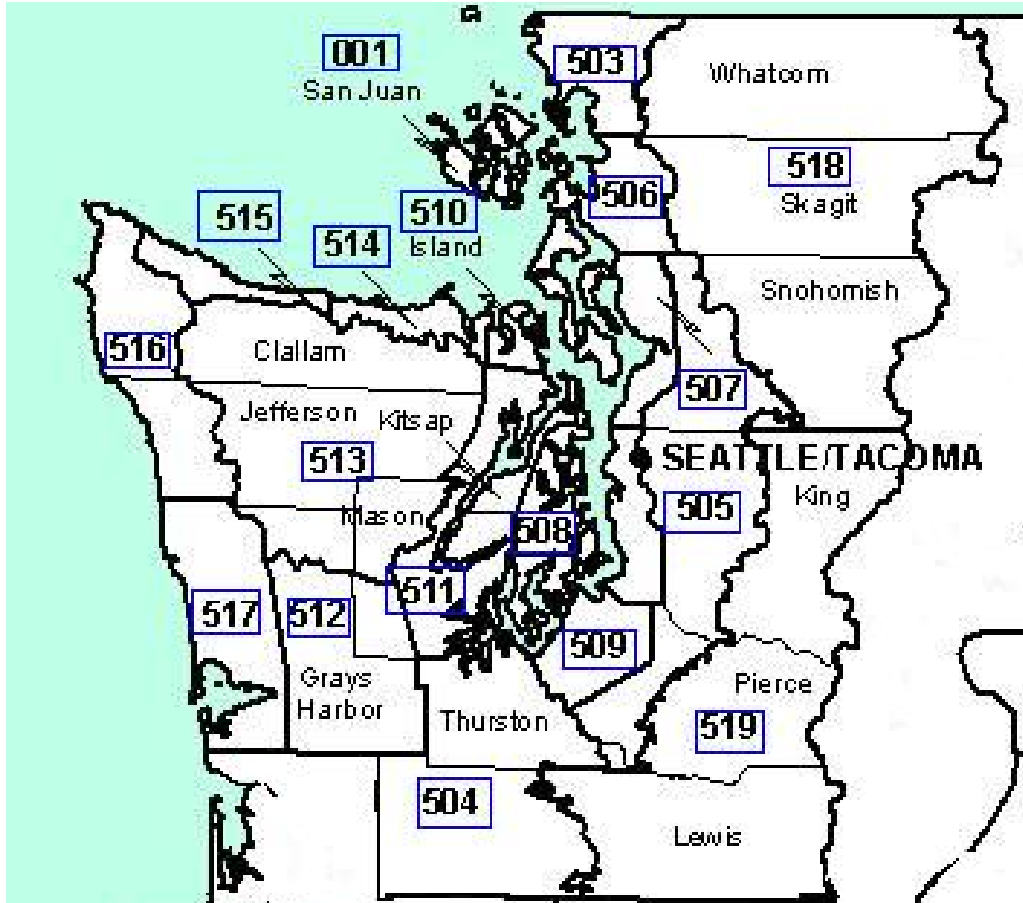 001
San Juan
503
Whatcom
518
Skagit
506
515
510
Island
514
Snohomish
516
Clallam
507
Jefferson
Kitsap
SEATTLE/TACOMA
513
King
505
Mason
508
511
517
512
509
Grays
Harbor
Pierce
Thurston
519
504
Lewis